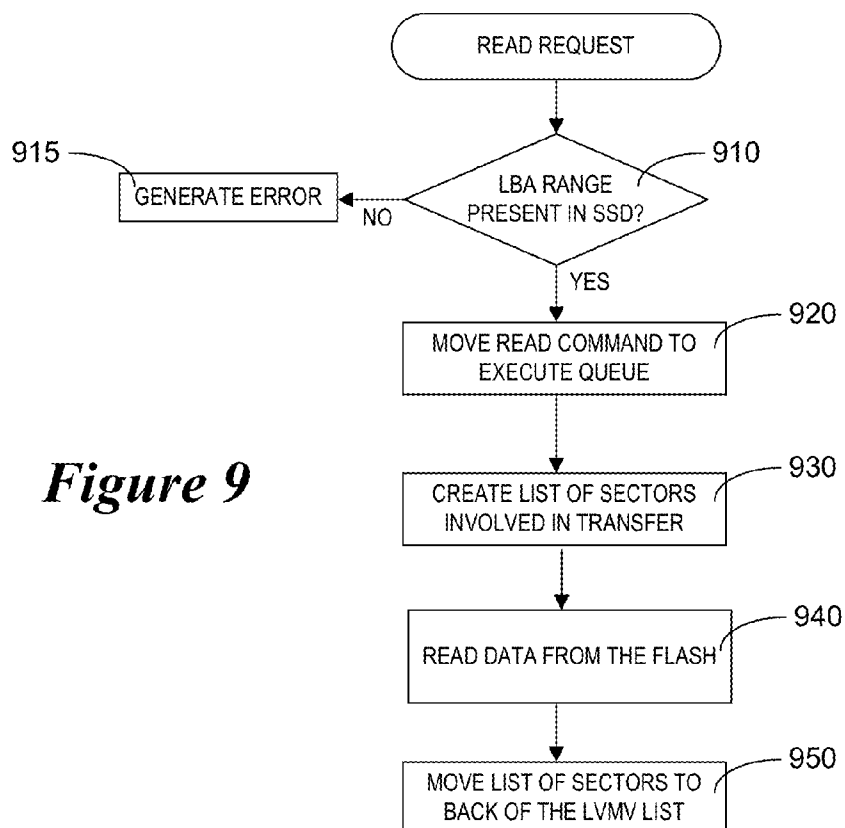 READ REQUEST
915
910
GENERATE ERROR
LBA RANGE
PRESENT IN SSD?
NO
YES
920
MOVE READ COMMAND TO
EXECUTE QUEUE
Figure 9
930
CREATE LIST OF SECTORS
INVOLVED IN TRANSFER
940
READ DATA FROM THE FLASH
950
MOVE LIST OF SECTORS TO
BACK OF THE LVMV LIST